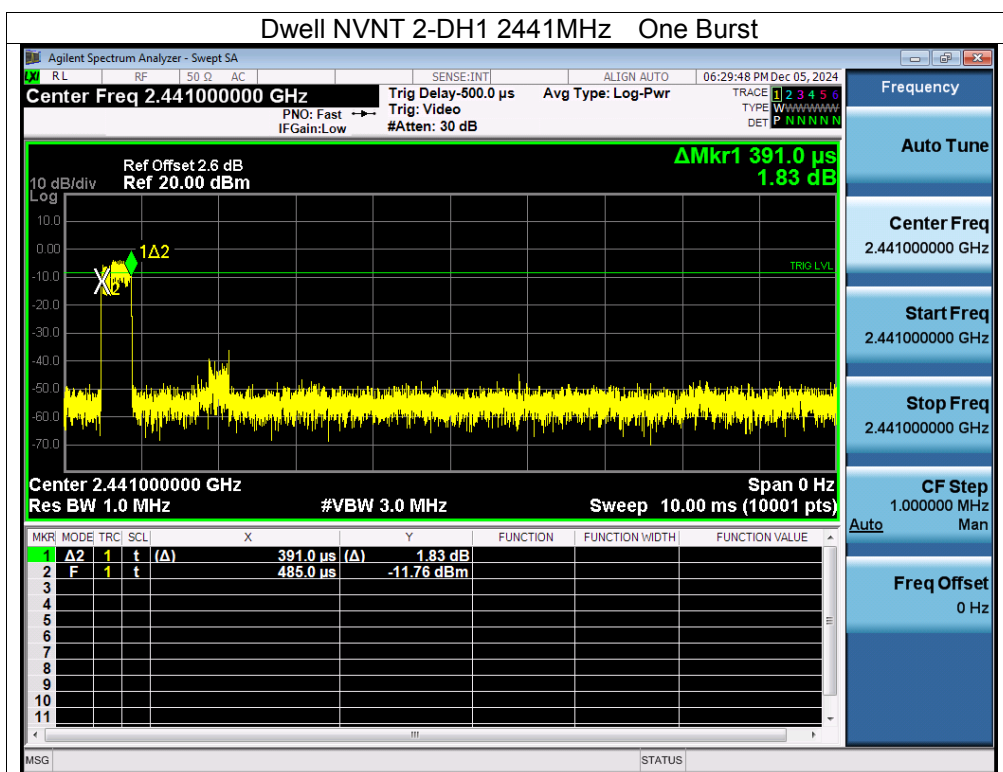 Dwell NVNT 2-DH1 2441MHz One Burst
Agilent Spectrum Analyzer - Swept SA
LXI RL RF 50 Ω AC SENSE:INT ALIGN AUTO 06:29:48 PM Dec 05, 2024
Center Freq 2.441000000 GHz
PNO: Fast
IFGain:Low
Trig Delay-500.0 µs
Trig: Video
#Atten: 30 dB
Avg Type: Log-Pwr
TRACE 1 2 3 4 5 6
TYPE WWWWWW
DET P N N N N N
ΔMkr1 391.0 µs
1.83 dB
Ref Offset 2.6 dB
10 dB/div Ref 20.00 dBm
Log
10.0
0.00
-10.0
-20.0
-30.0
-40.0
-50.0
-60.0
-70.0
1Δ2
X2
TRIG LVL
Center 2.441000000 GHz Span 0 Hz
Res BW 1.0 MHz #VBW 3.0 MHz Sweep 10.00 ms (10001 pts)
MKR MODE TRC SCL X Y FUNCTION FUNCTION WIDTH FUNCTION VALUE
1 Δ2 1 t (Δ) 391.0 µs (Δ) 1.83 dB
2 F 1 t 485.0 µs -11.76 dBm
3
4
5
6
7
8
9
10
11
MSG STATUS
Frequency
Auto Tune
Center Freq
2.441000000 GHz
Start Freq
2.441000000 GHz
Stop Freq
2.441000000 GHz
CF Step
1.000000 MHz
Auto Man
Freq Offset
0 Hz